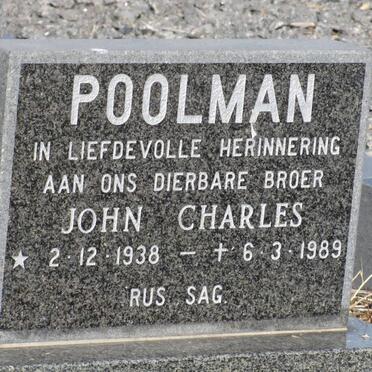 POOLMAN
IN LIEFDEVOLLE HERINNERING
AAN ONS DIERBARE BROER
JOHN CHARLES
★ 2·12·1938 – + 6·3·1989
RUS SAG.